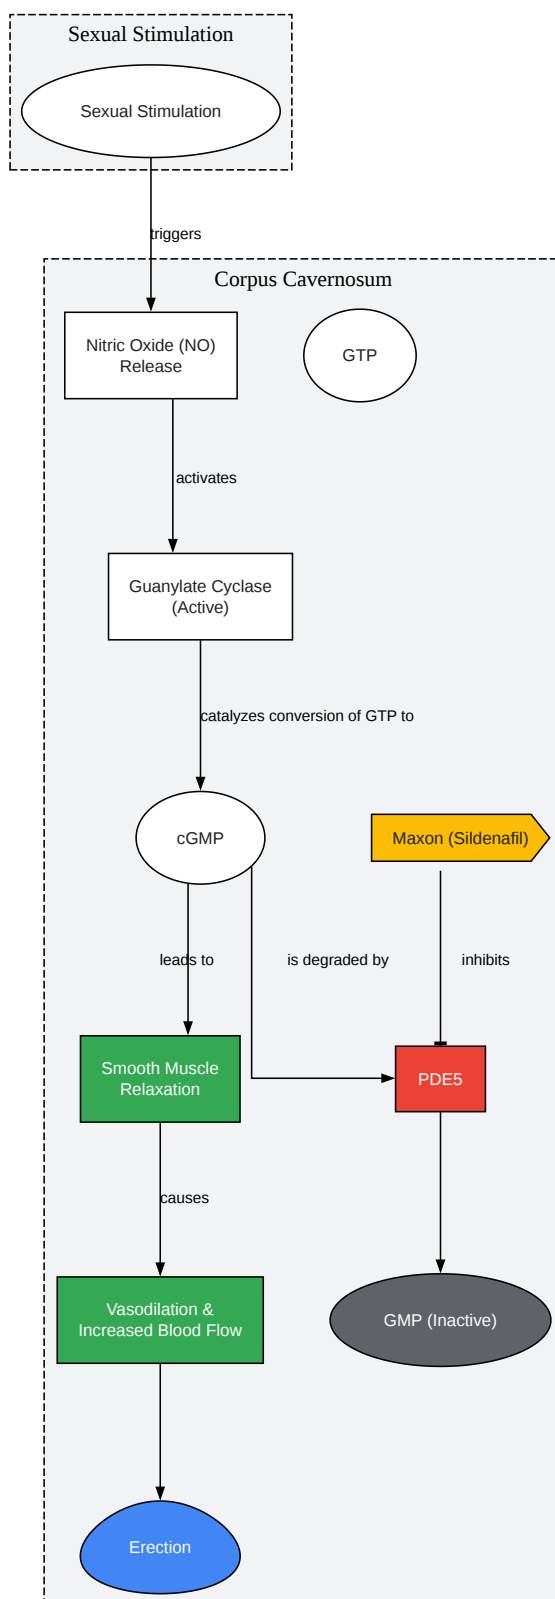 Sexual Stimulation
Sexual Stimulation
triggers
Corpus Cavernosum
Nitric Oxide (NO)
Release
GTP
activates
Guanylate Cyclase
(Active)
catalyzes conversion of GTP to
cGMP
Maxon (Sildenafil)
leads to
is degraded by
inhibits
Smooth Muscle
Relaxation
PDE5
causes
Vasodilation &
Increased Blood Flow
GMP (Inactive)
Erection